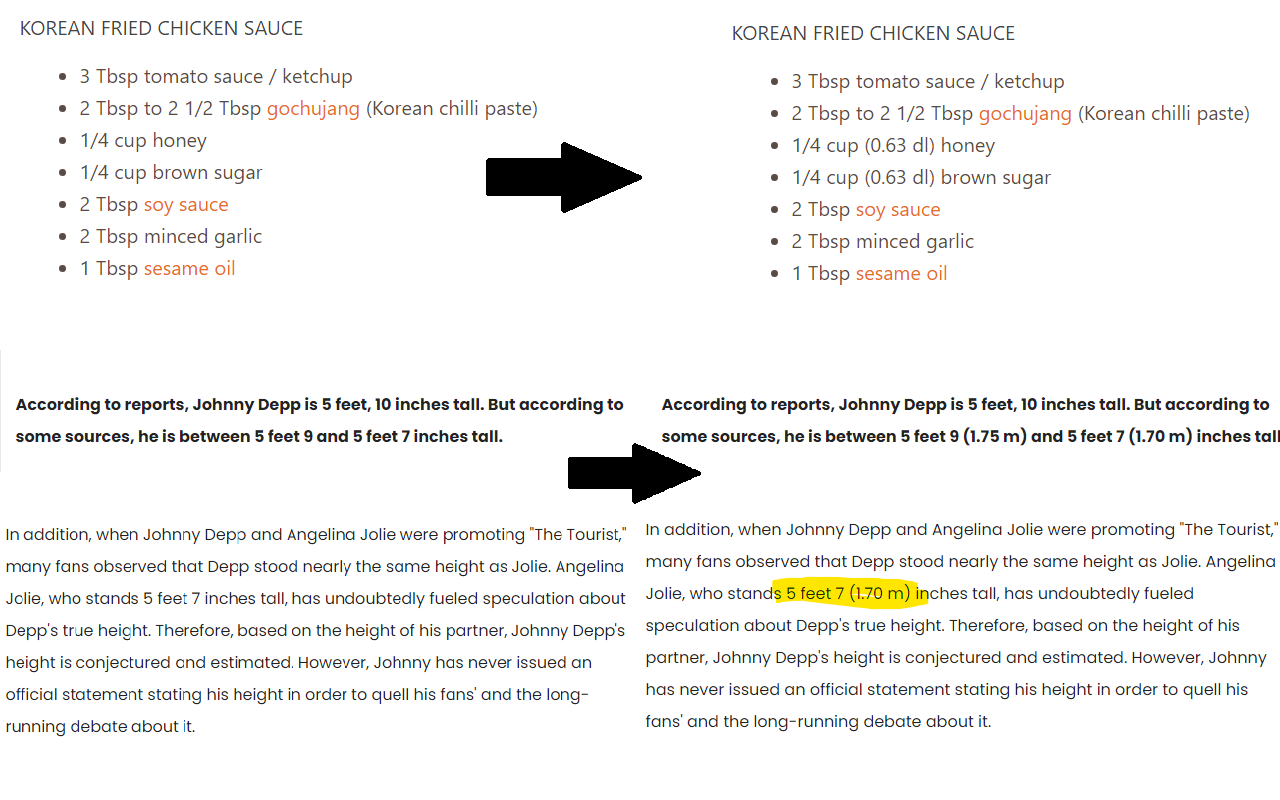 KOREAN FRIED CHICKEN SAUCE
• 3 Tbsp tomato sauce / ketchup
• 2 Tbsp to 2 1/2 Tbsp gochujang (Korean chilli paste)
• 1/4 cup honey
• 1/4 cup brown sugar
• 2 Tbsp soy sauce
• 2 Tbsp minced garlic
• 1 Tbsp sesame oil
KOREAN FRIED CHICKEN SAUCE
• 3 Tbsp tomato sauce / ketchup
• 2 Tbsp to 2 1/2 Tbsp gochujang (Korean chilli paste)
• 1/4 cup (0.63 dl) honey
• 1/4 cup (0.63 dl) brown sugar
• 2 Tbsp soy sauce
• 2 Tbsp minced garlic
• 1 Tbsp sesame oil
According to reports, Johnny Depp is 5 feet, 10 inches tall. But according to
some sources, he is between 5 feet 9 and 5 feet 7 inches tall.
In addition, when Johnny Depp and Angelina Jolie were promoting "The Tourist,"
many fans observed that Depp stood nearly the same height as Jolie. Angelina
Jolie, who stands 5 feet 7 inches tall, has undoubtedly fueled speculation about
Depp's true height. Therefore, based on the height of his partner, Johnny Depp's
height is conjectured and estimated. However, Johnny has never issued an
official statement stating his height in order to quell his fans' and the long-
running debate about it.
According to reports, Johnny Depp is 5 feet, 10 inches tall. But according to
some sources, he is between 5 feet 9 (1.75 m) and 5 feet 7 (1.70 m) inches tall
In addition, when Johnny Depp and Angelina Jolie were promoting "The Tourist,"
many fans observed that Depp stood nearly the same height as Jolie. Angelina
Jolie, who stands 5 feet 7 (1.70 m) inches tall, has undoubtedly fueled
speculation about Depp's true height. Therefore, based on the height of his
partner, Johnny Depp's height is conjectured and estimated. However, Johnny
has never issued an official statement stating his height in order to quell his
fans' and the long-running debate about it.